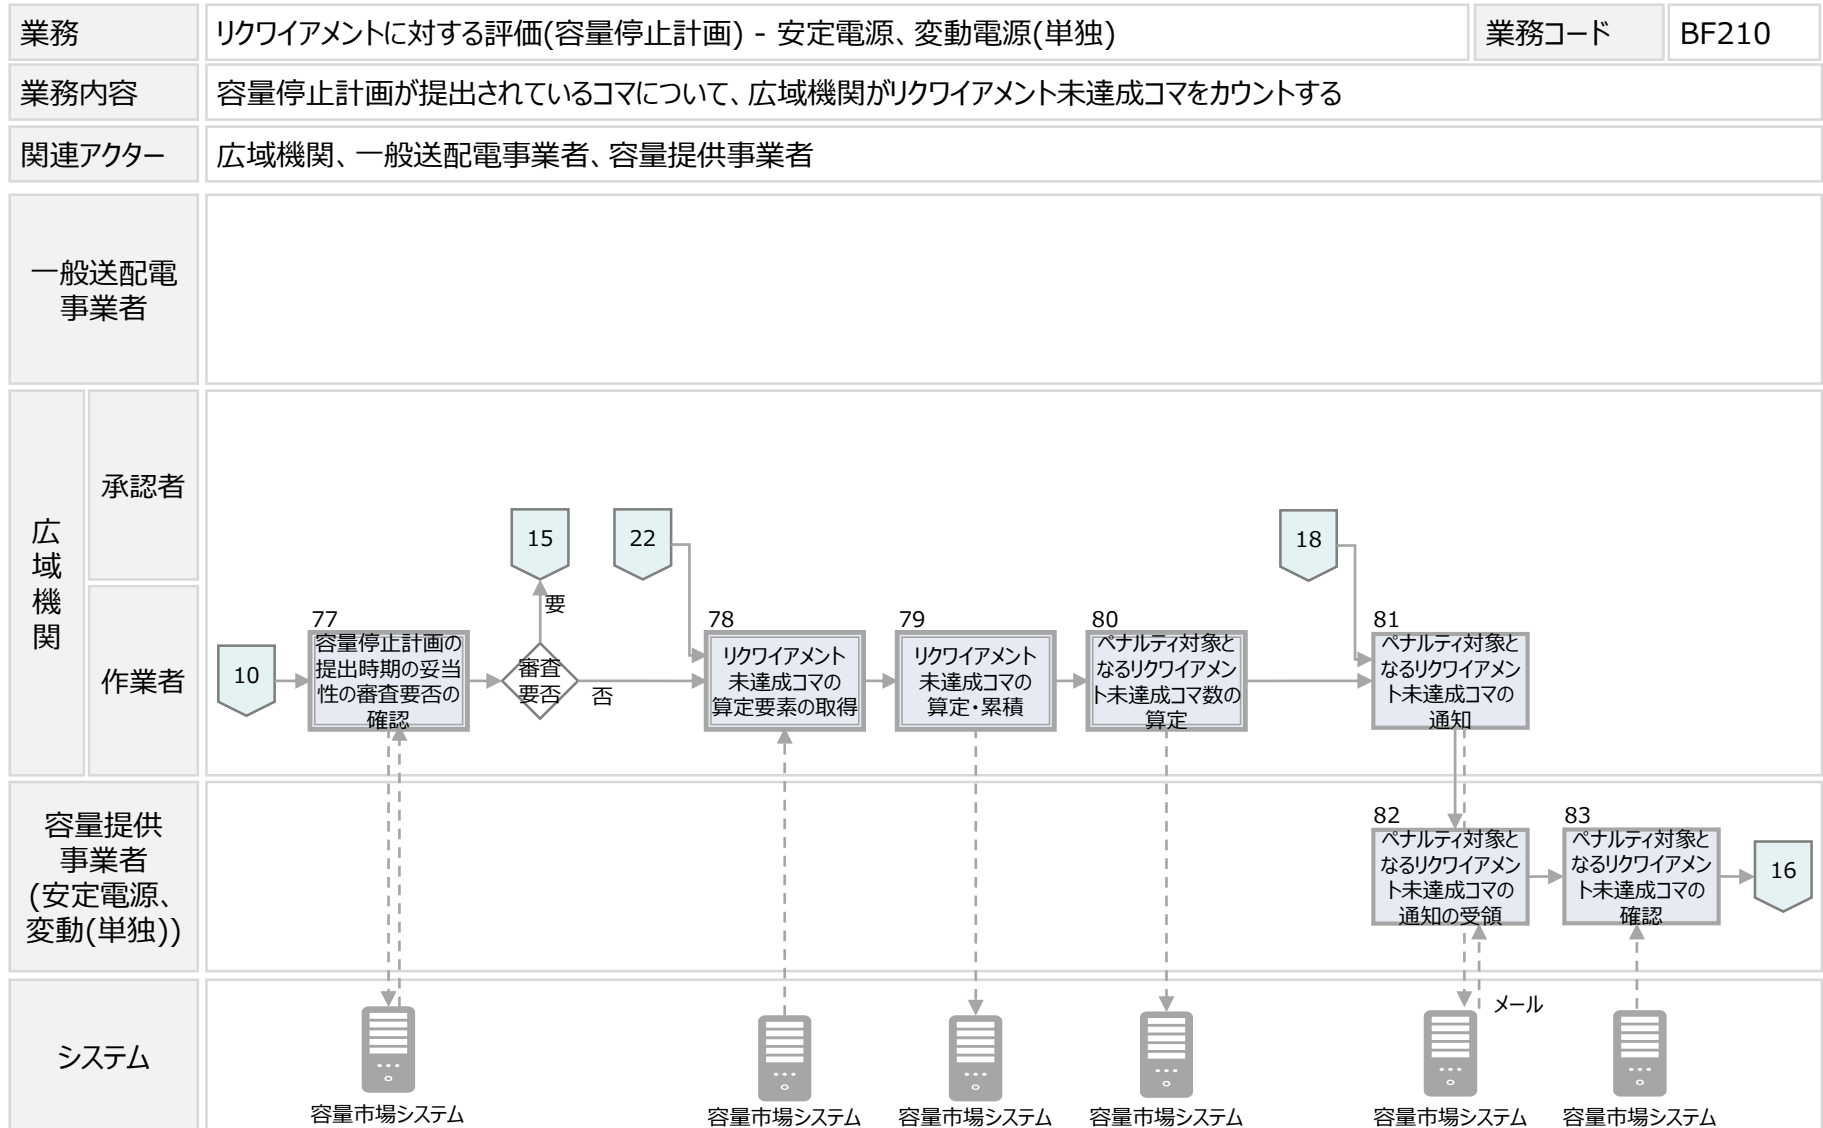 業務
リクワイアメントに対する評価(容量停止計画) - 安定電源、変動電源(単独)
業務コード
BF210
業務内容
容量停止計画が提出されているコマについて、広域機関がリクワイアメント未達成コマをカウントする
関連アクター
広域機関、一般送配電事業者、容量提供事業者
一般送配電
事業者
広域機関
承認者
15
22
18
要
作業者
10
77
容量停止計画の
提出時期の妥当
性の審査要否の
確認
審査
要否
否
78
リクワイアメント
未達成コマの
算定要素の取得
79
リクワイアメント
未達成コマの
算定・累積
80
ペナルティ対象と
なるリクワイアメン
ト未達成コマ数の
算定
81
ペナルティ対象と
なるリクワイアメン
ト未達成コマの
通知
容量提供
事業者
(安定電源、
変動(単独))
82
ペナルティ対象と
なるリクワイアメン
ト未達成コマの
通知の受領
83
ペナルティ対象と
なるリクワイアメン
ト未達成コマの
確認
16
システム
メール
容量市場システム
容量市場システム
容量市場システム
容量市場システム
容量市場システム
容量市場システム